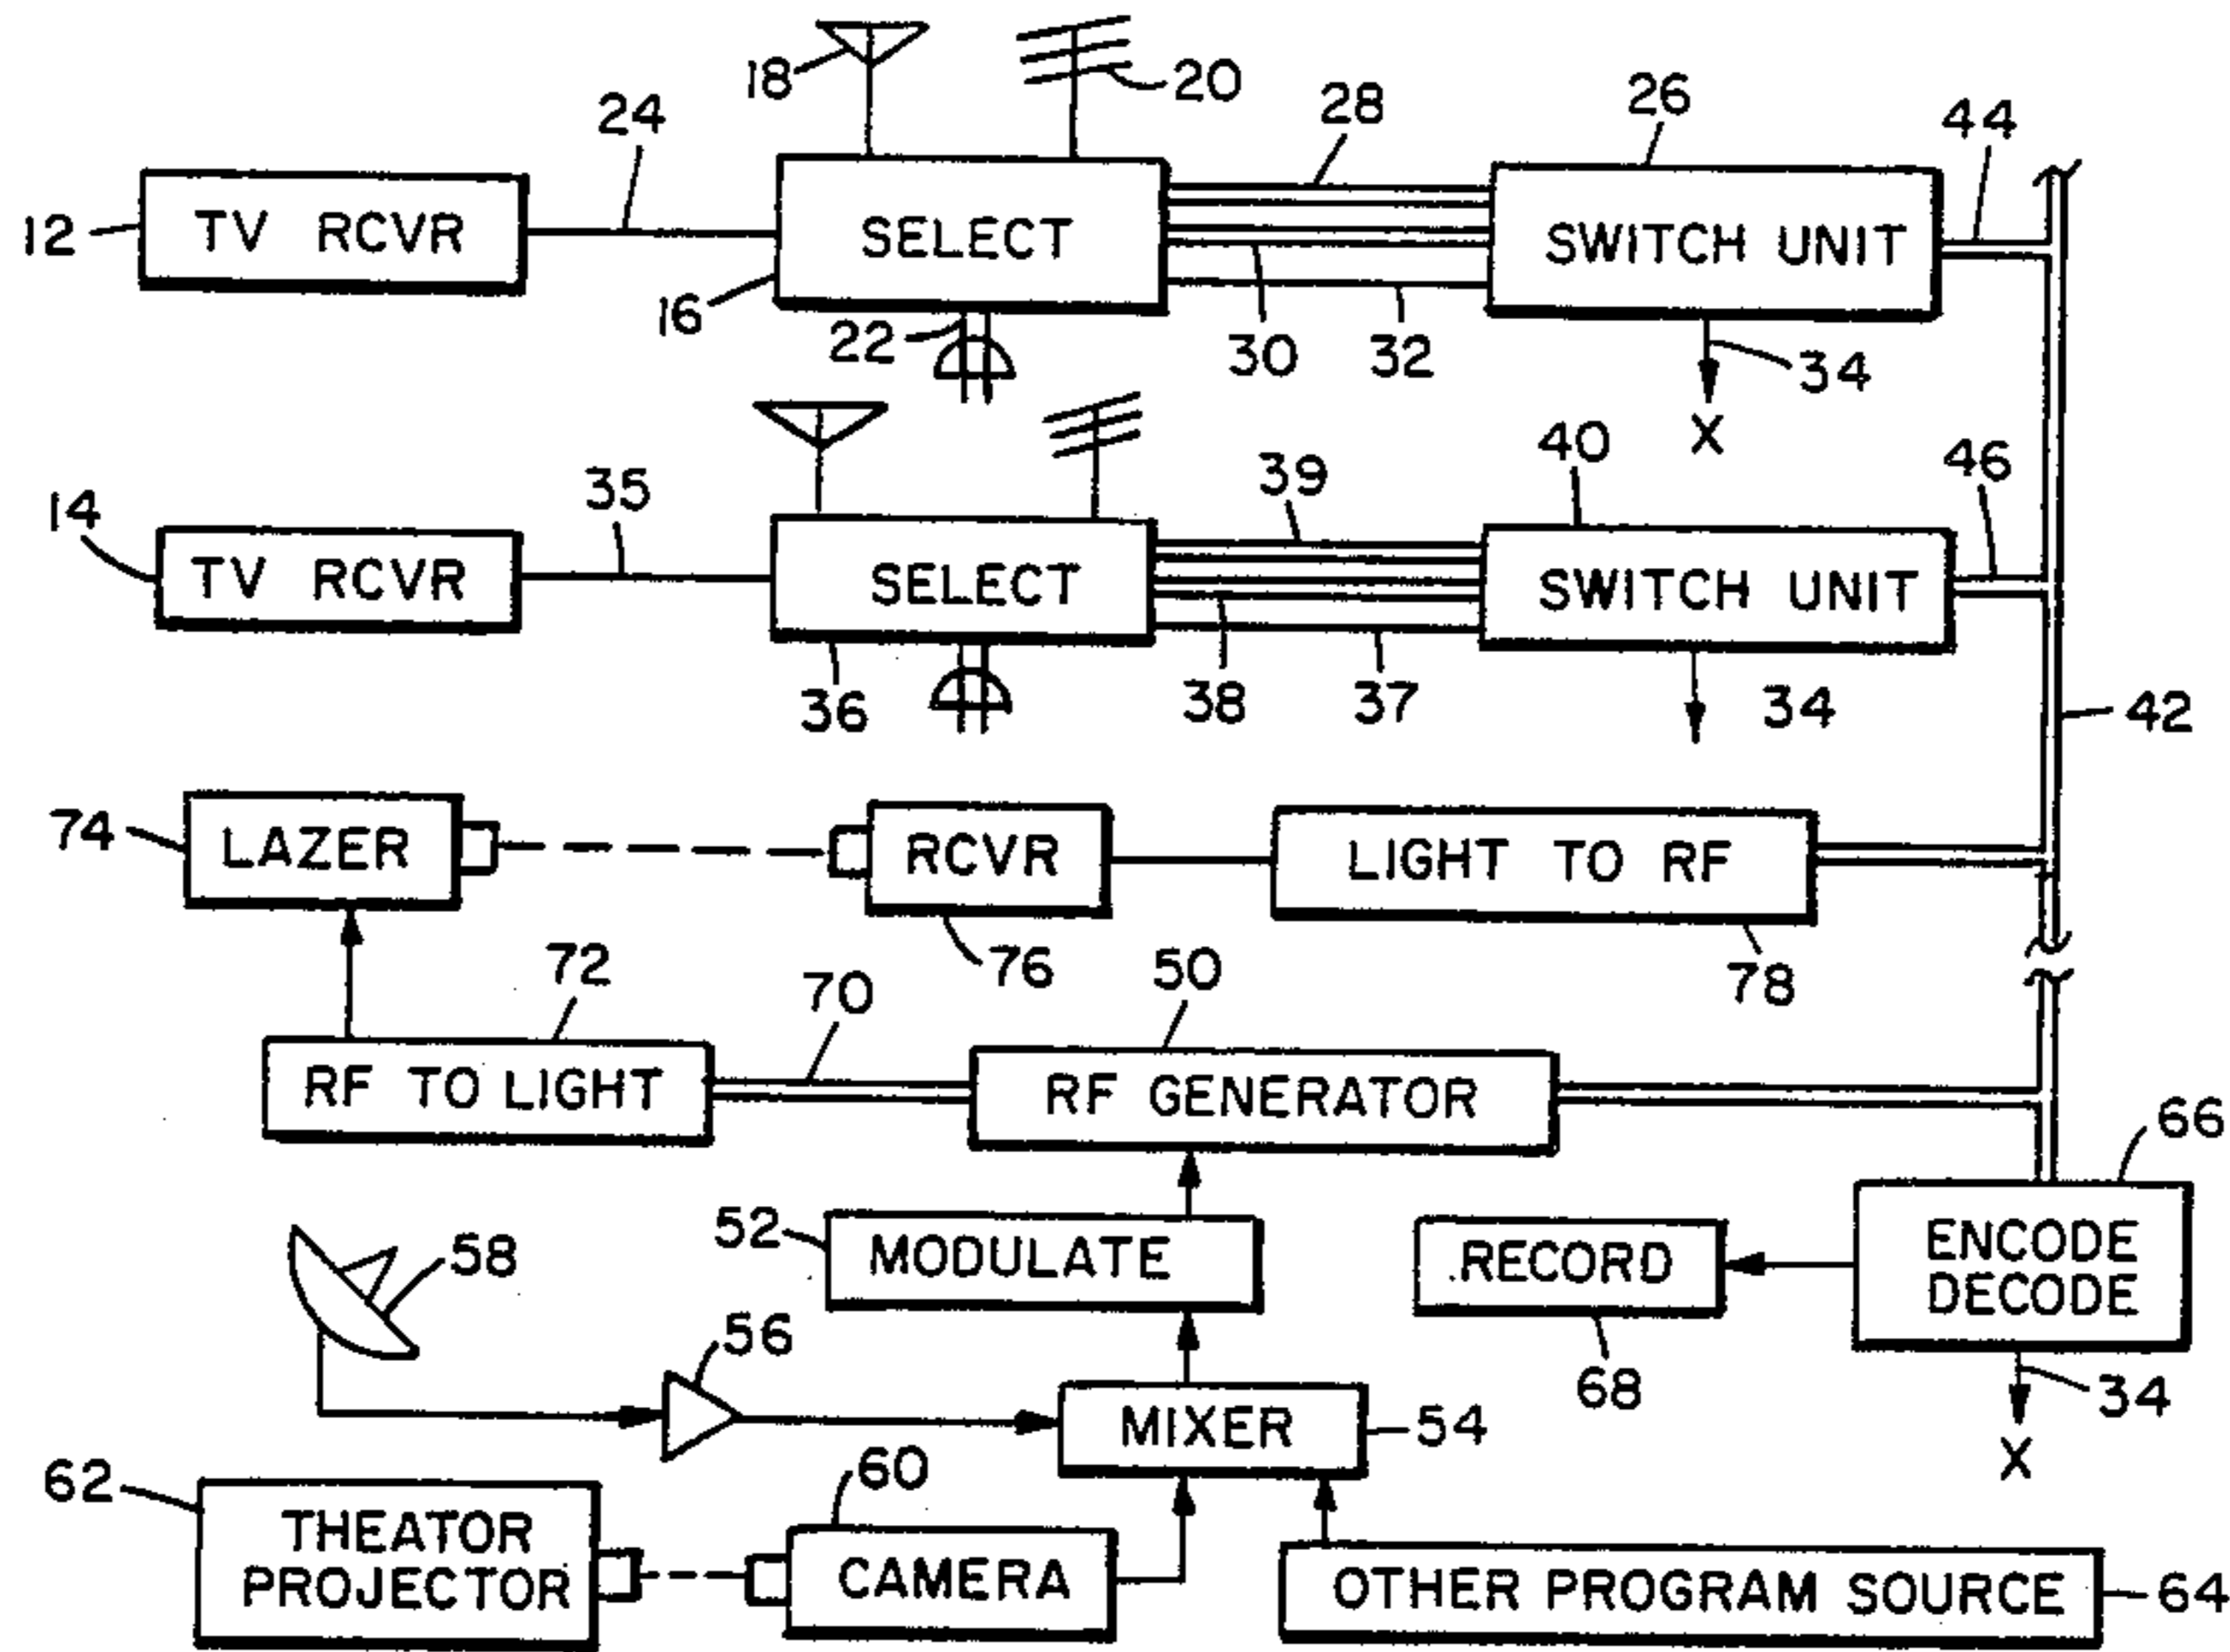 18
20
28
26
44
24
12
TV RCVR
SELECT
SWITCH UNIT
16
22
30
32
34
X
40
46
39
35
14
TV RCVR
SELECT
SWITCH UNIT
36
38
37
34
42
74
LAZER
RCVR
LIGHT TO RF
76
78
72
70
50
RF TO LIGHT
RF GENERATOR
66
52
MODULATE
.RECORD
ENCODE
DECODE
58
56
68
34
MIXER
54
X
62
60
THEATOR
PROJECTOR
CAMERA
OTHER PROGRAM SOURCE
64